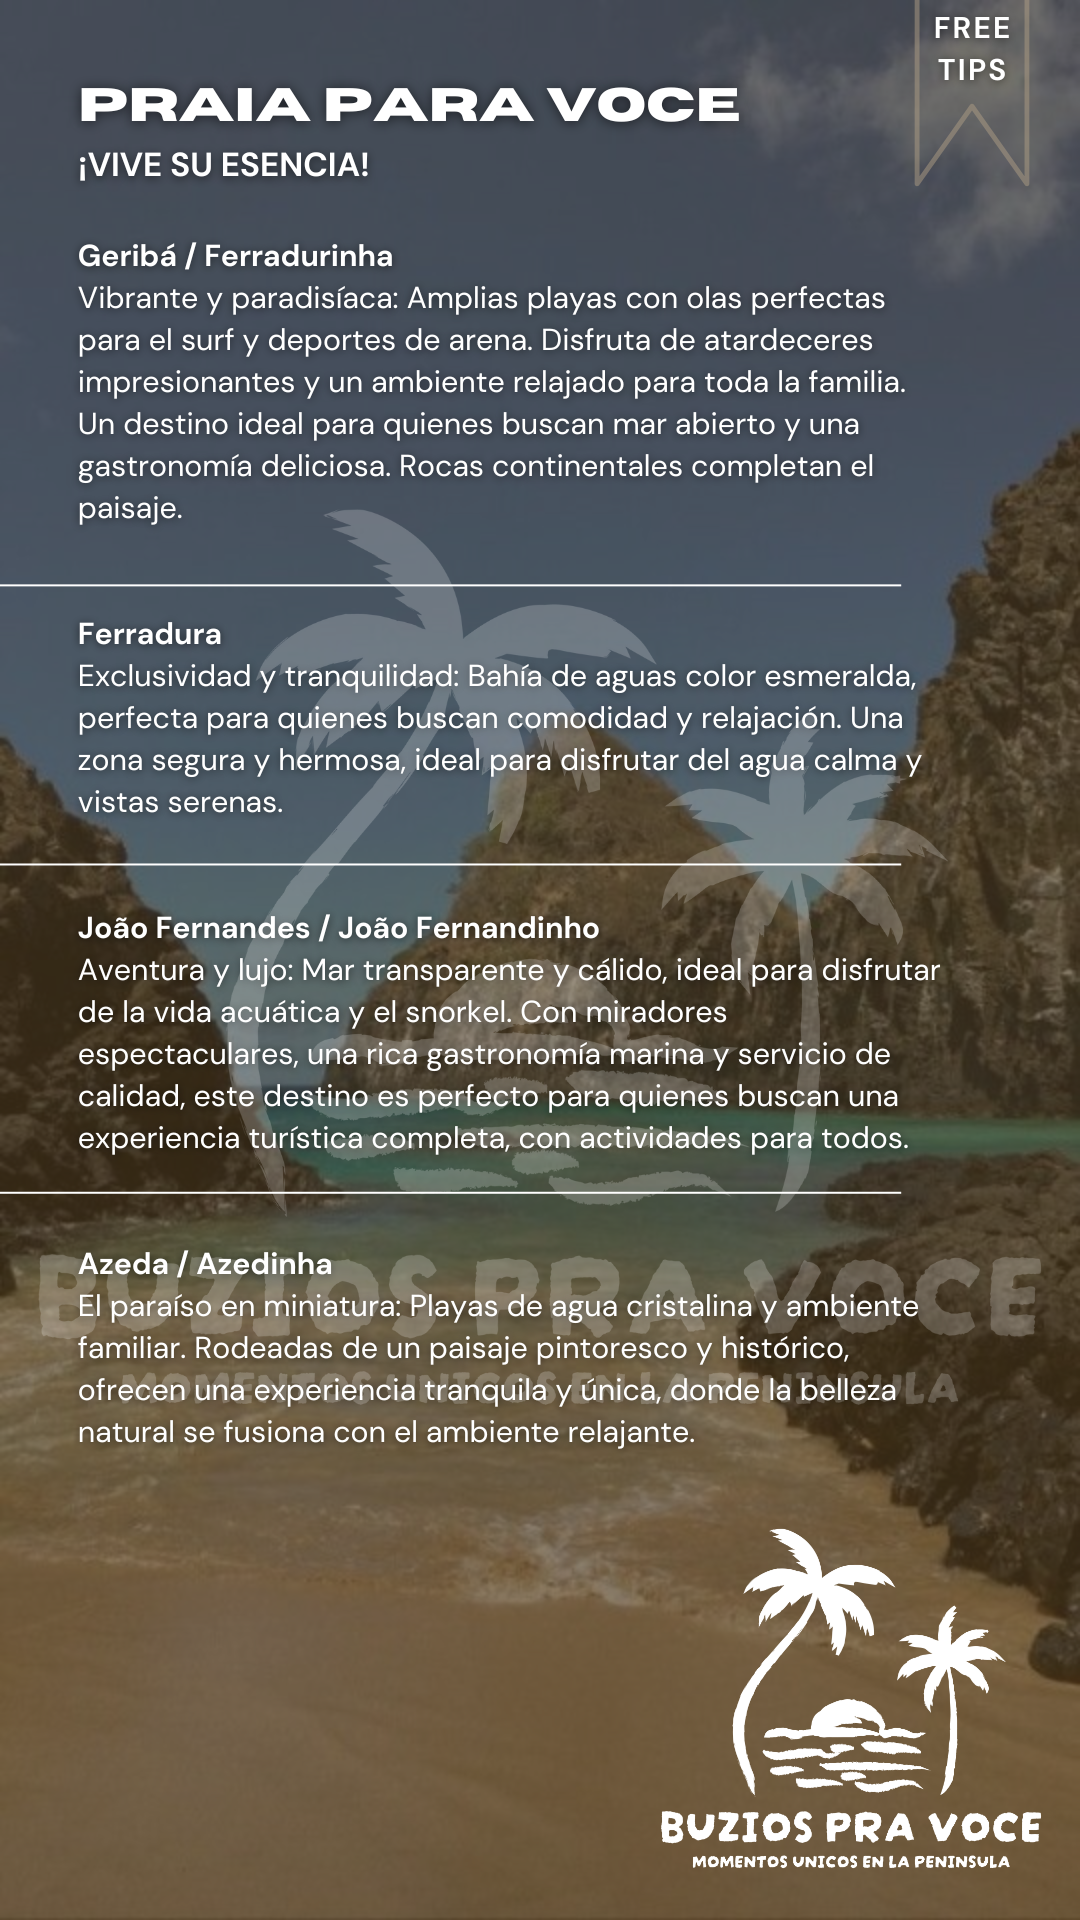 FREE
TIPS
PRAIA PARA VOCE
¡VIVE SU ESENCIA!
Geribá / Ferradurinha
Vibrante y paradisíaca: Amplias playas con olas perfectas
para el surf y deportes de arena. Disfruta de atardeceres
impresionantes y un ambiente relajado para toda la familia.
Un destino ideal para quienes buscan mar abierto y una
gastronomía deliciosa. Rocas continentales completan el
paisaje.
Ferradura
Exclusividad y tranquilidad: Bahía de aguas color esmeralda,
perfecta para quienes buscan comodidad y relajación. Una
zona segura y hermosa, ideal para disfrutar del agua calma y
vistas serenas.
João Fernandes / João Fernandinho
Aventura y lujo: Mar transparente y cálido, ideal para disfrutar
de la vida acuática y el snorkel. Con miradores
espectaculares, una rica gastronomía marina y servicio de
calidad, este destino es perfecto para quienes buscan una
experiencia turística completa, con actividades para todos.
Azeda / Azedinha
El paraíso en miniatura: Playas de agua cristalina y ambiente
familiar. Rodeadas de un paisaje pintoresco y histórico,
ofrecen una experiencia tranquila y única, donde la belleza
natural se fusiona con el ambiente relajante.
BUZIOS PRA VOCE
MOMENTOS UNICOS EN LA PENINSULA
BUZIOS PRA VOCE
MOMENTOS UNICOS EN LA PENINSULA